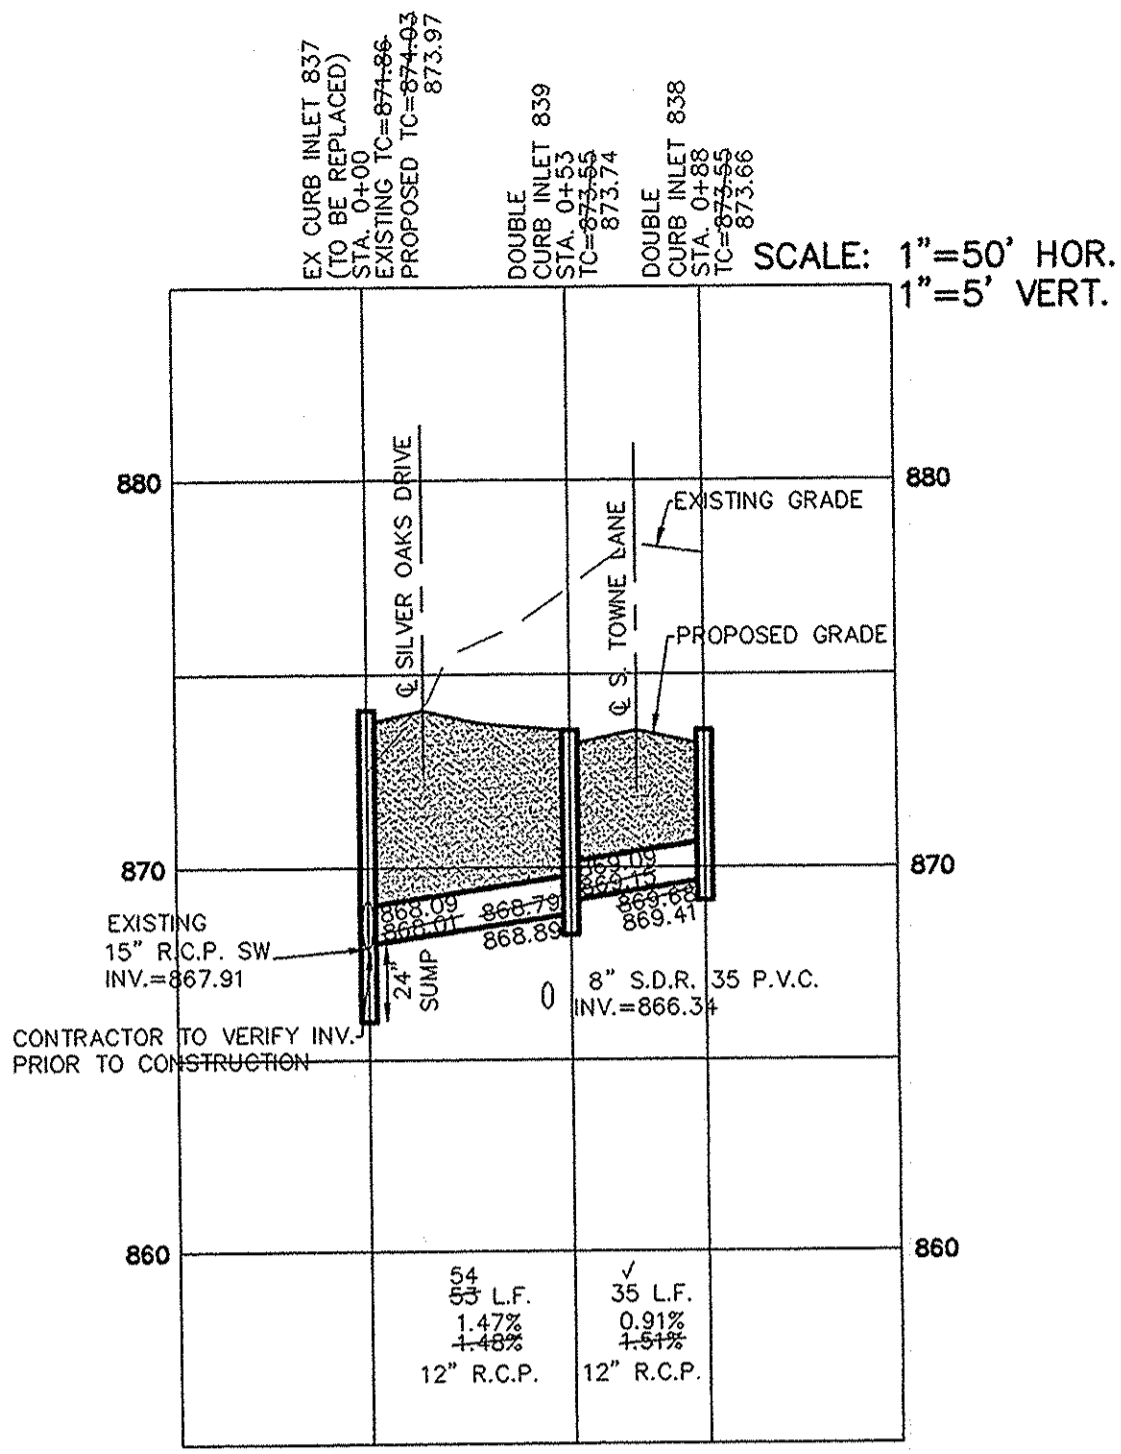 EX CURB INLET 837
(TO BE REPLACED)
STA. 0+00
EXISTING TC=871.86
PROPOSED TC=874.03
873.97
DOUBLE
CURB INLET 839
STA. 0+53
TC=873.55
873.74
DOUBLE
CURB INLET 838
STA. 0+88
TC=873.55
873.66
SCALE: 1"=50' HOR.
1"=5' VERT.
880
880
℄ SILVER OAKS DRIVE
℄ S. TOWNE LANE
EXISTING GRADE
PROPOSED GRADE
870
870
868.09
868.01
868.79
868.89
869.09
869.15
869.68
869.41
EXISTING
15" R.C.P. SW
INV.=867.91
24"
SUMP
8" S.D.R. 35 P.V.C.
INV.=866.34
CONTRACTOR TO VERIFY INV.
PRIOR TO CONSTRUCTION
860
860
54
53 L.F.
1.47%
1.48%
12" R.C.P.
✓
35 L.F.
0.91%
1.51%
12" R.C.P.